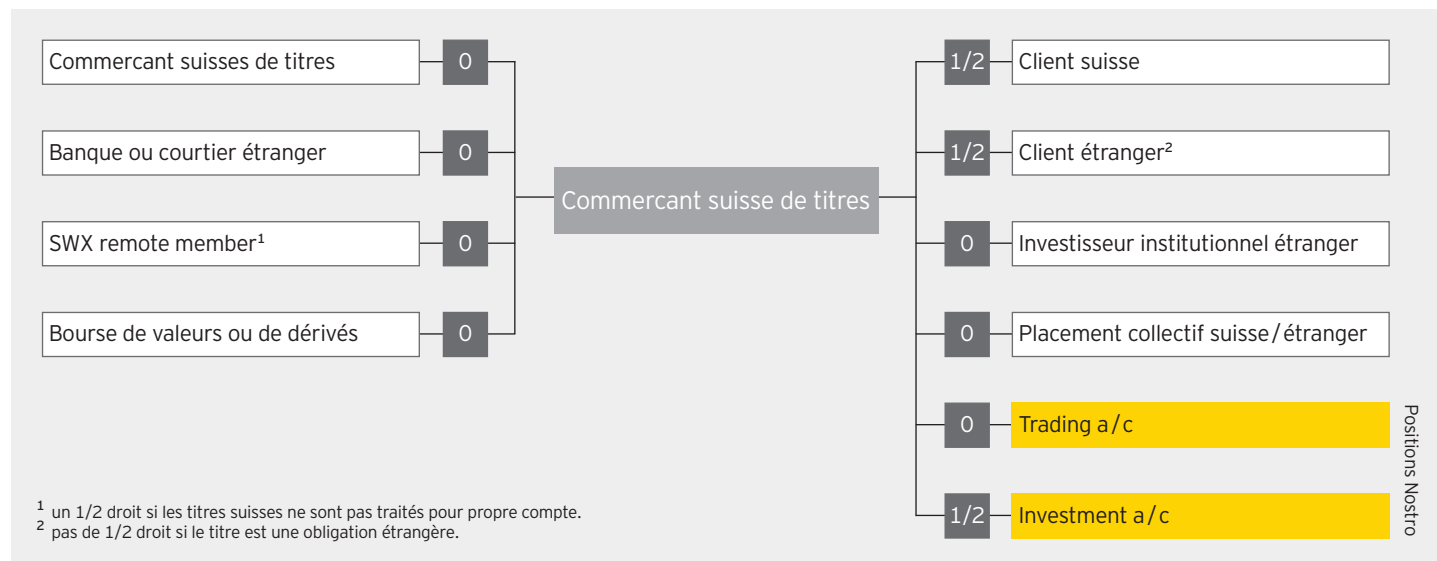 Commercant suisses de titres
0
Banque ou courtier étranger
0
SWX remote member¹
0
Bourse de valeurs ou de dérivés
0
Commercant suisse de titres
1/2
Client suisse
1/2
Client étranger²
0
Investisseur institutionnel étranger
0
Placement collectif suisse/étranger
0
Trading a/c
1/2
Investment a/c
Positions Nostro
¹ un 1/2 droit si les titres suisses ne sont pas traités pour propre compte.
² pas de 1/2 droit si le titre est une obligation étrangère.